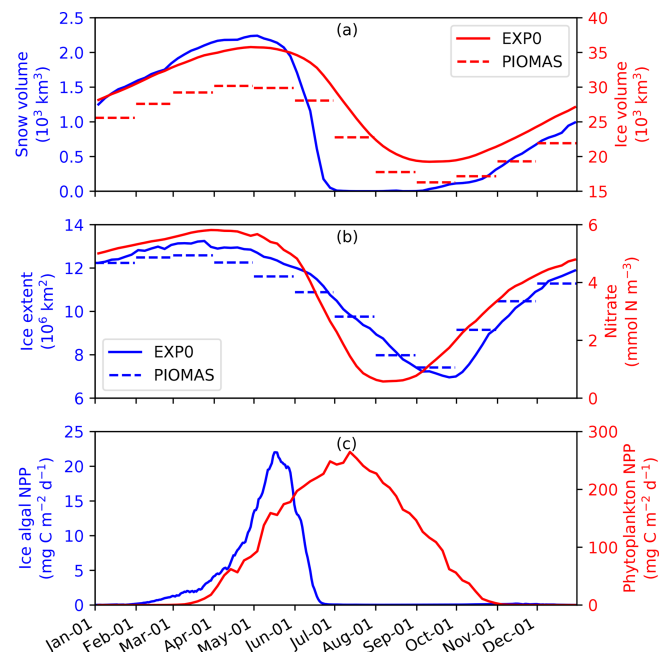 (a)
Snow volume
(10³ km³)
2.5
2.0
1.5
1.0
0.5
0.0
EXP0
PIOMAS
40
35
30
25
20
15
Ice volume
(10³ km³)
(b)
Ice extent
(10⁶ km²)
14
12
10
8
6
EXP0
PIOMAS
6
4
2
0
Nitrate
(mmol N m⁻³)
(c)
Ice algal NPP
(mg C m⁻² d⁻¹)
25
20
15
10
5
0
300
200
100
0
Phytoplankton NPP
(mg C m⁻² d⁻¹)
Jan-01
Feb-01
Mar-01
Apr-01
May-01
Jun-01
Jul-01
Aug-01
Sep-01
Oct-01
Nov-01
Dec-01